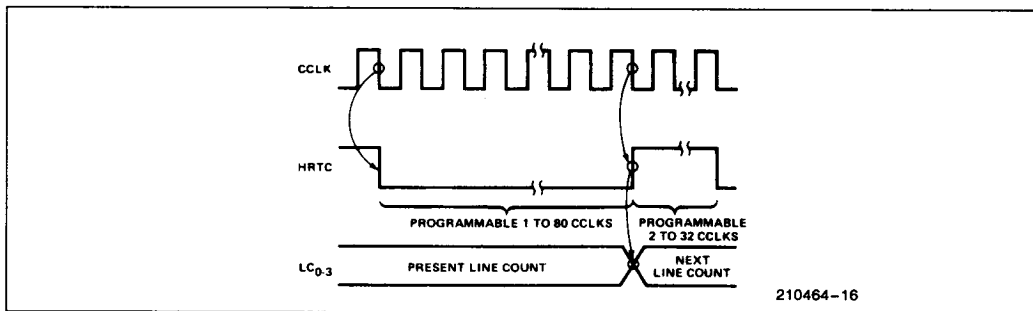 CCLK
HRTC
PROGRAMMABLE 1 TO 80 CCLKS
PROGRAMMABLE
2 TO 32 CCLKS
LC0-3
PRESENT LINE COUNT
NEXT
LINE COUNT
210464-16